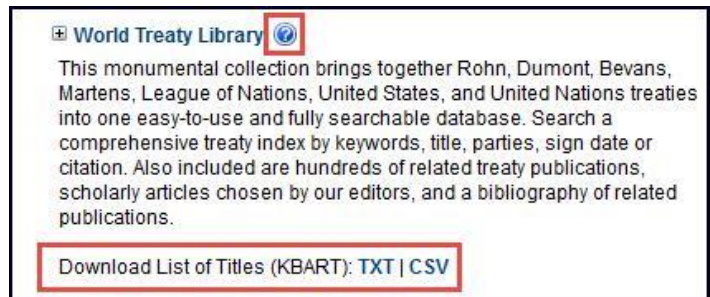 World Treaty Library
This monumental collection brings together Rohn, Dumont, Bevans,
Martens, League of Nations, United States, and United Nations treaties
into one easy-to-use and fully searchable database. Search a
comprehensive treaty index by keywords, title, parties, sign date or
citation. Also included are hundreds of related treaty publications,
scholarly articles chosen by our editors, and a bibliography of related
publications.
Download List of Titles (KBART): TXT | CSV